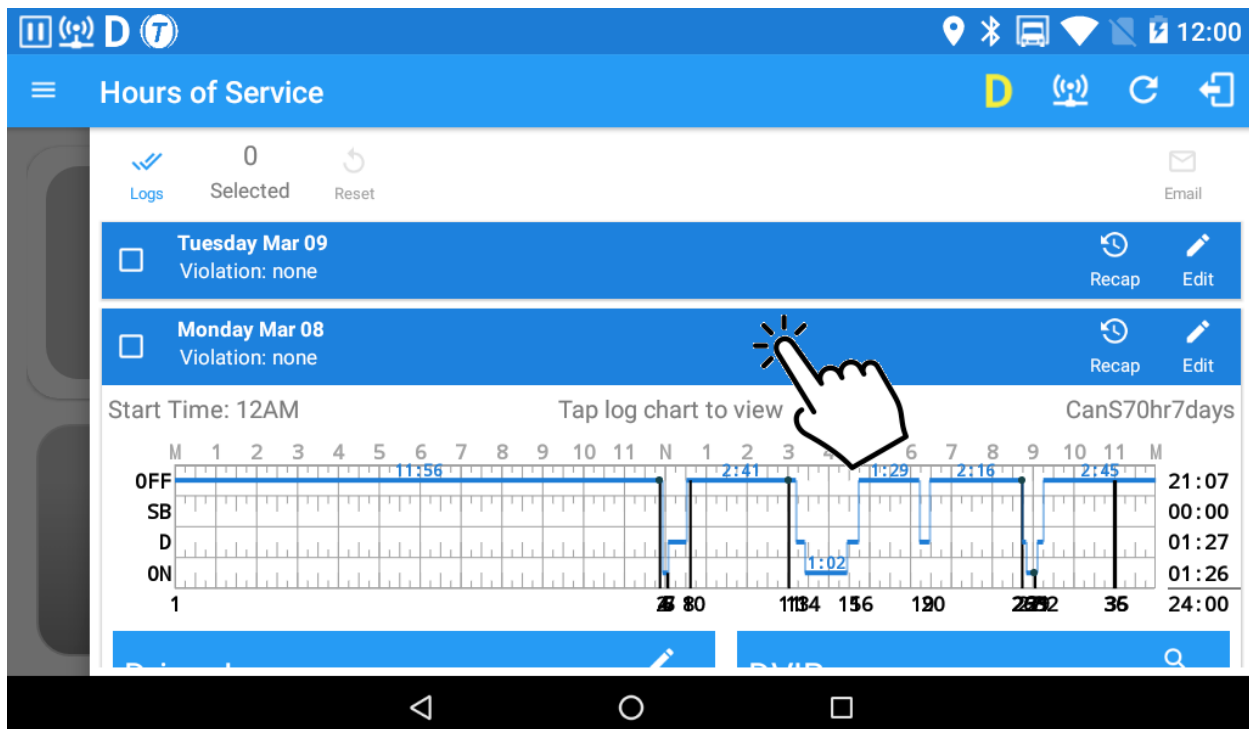 D T 12:00
Hours of Service D
0
Logs Selected Reset Email
Tuesday Mar 09
Violation: none
Recap Edit
Monday Mar 08
Violation: none
Recap Edit
Start Time: 12AM Tap log chart to view CanS70hr7days
M 1 2 3 4 5 6 7 8 9 10 11 N 1 2 3 4 6 7 8 9 10 11 M
11:56 2:41 1:29 2:16 2:45
OFF 21:07
SB 00:00
D 01:27
1:02
ON 01:26
1 35 24:00